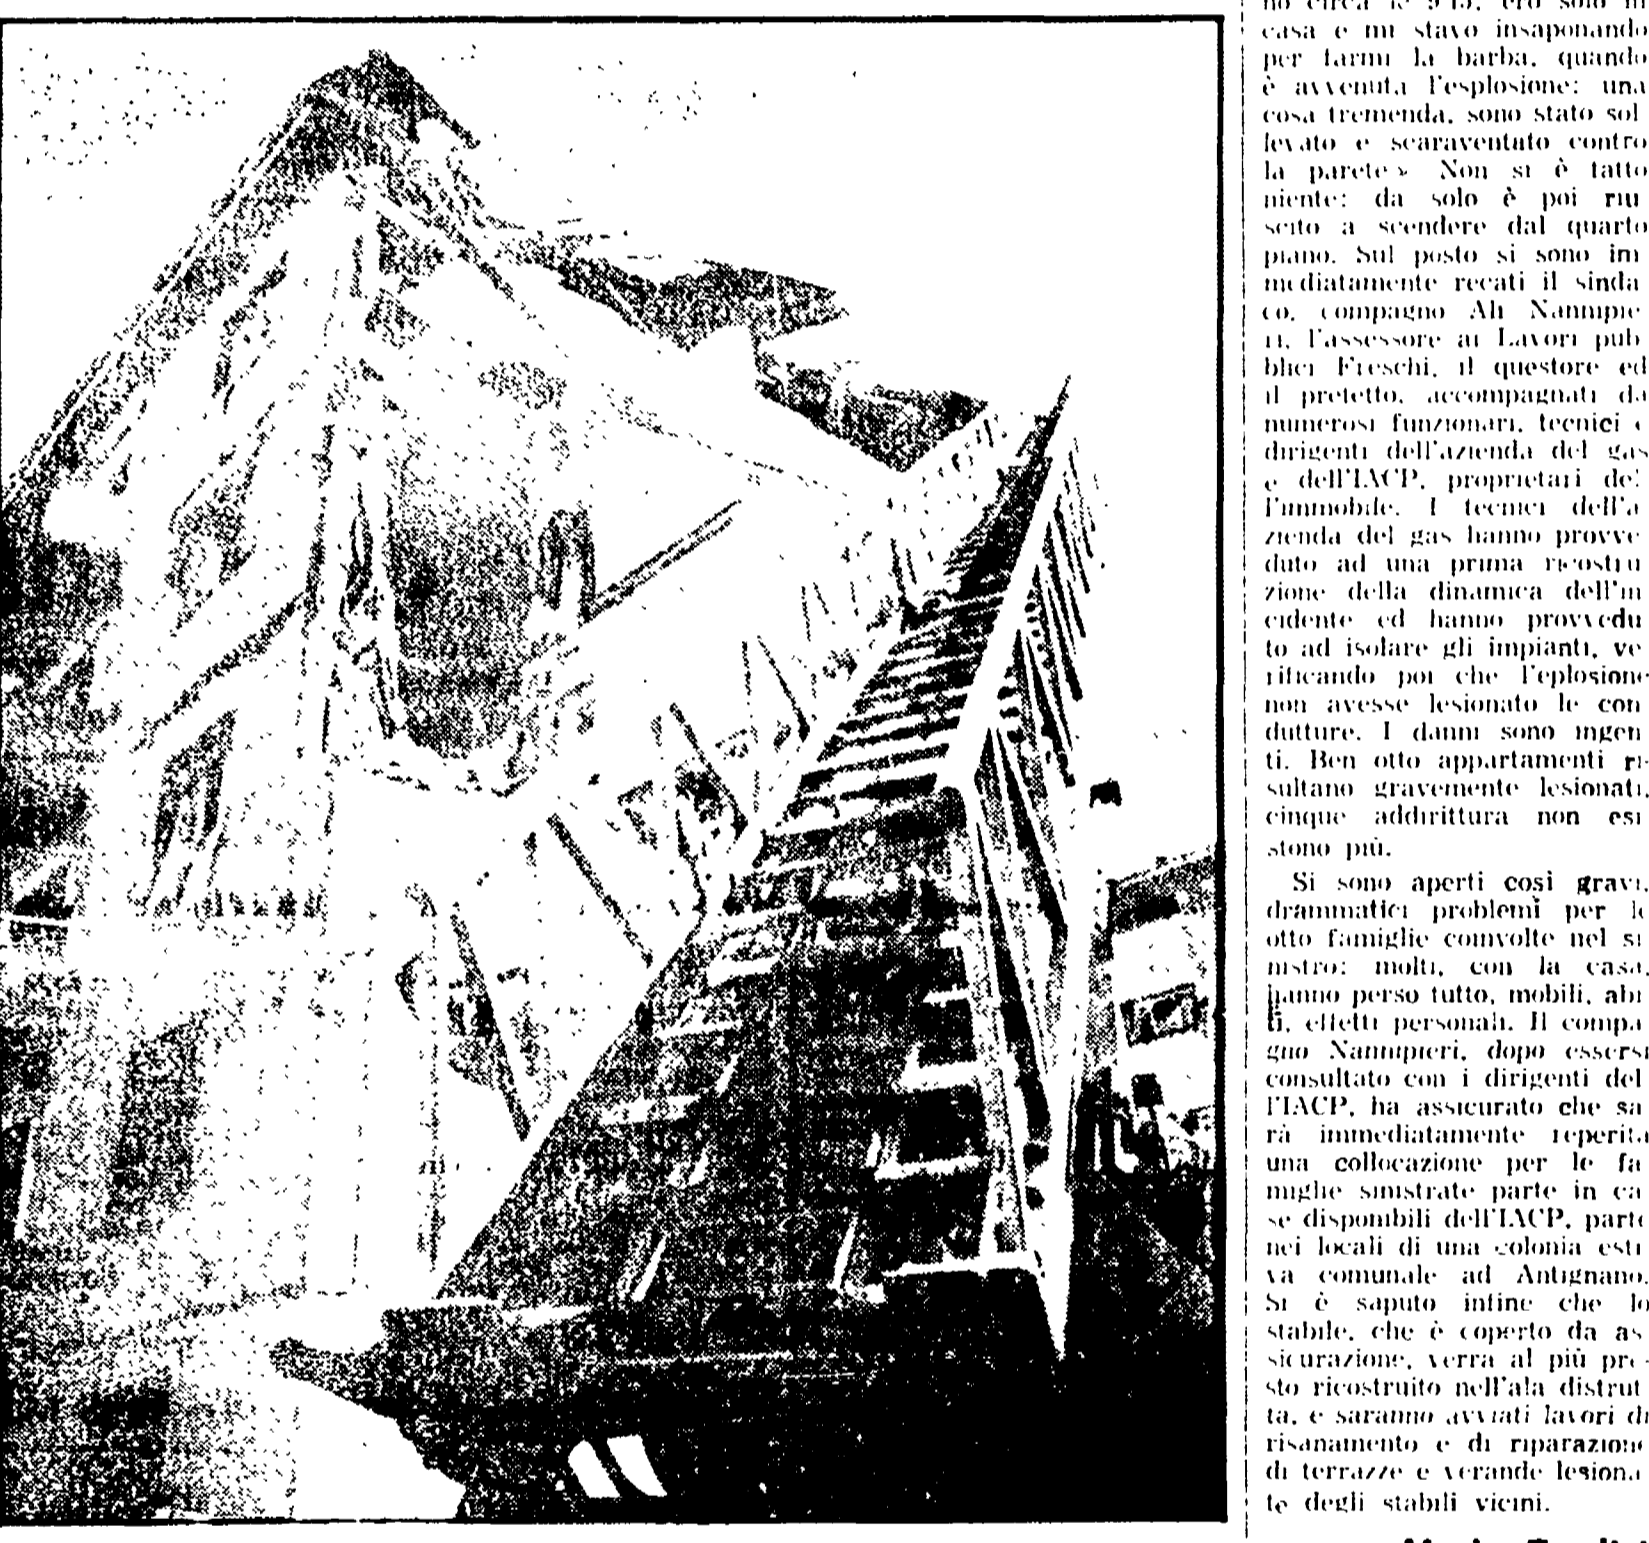 no circa le 9.45, ero solo in
casa e mi stavo insaponando
per farmi la barba, quando
è avvenuta l'esplosione: una
cosa tremenda, sono stato sol
levato e scaraventato contro
la parete». Non si è fatto
niente: da solo è poi riu
scito a scendere dal quarto
piano. Sul posto si sono im
mediatamente recati il sinda
co, compagno Alì Nannipie
ri, l'assessore ai Lavori pub
blici Freschi, il questore ed
il prefetto, accompagnati da
numerosi funzionari, tecnici e
dirigenti dell'azienda del gas
e dell'IACP, proprietari del
l'immobile. I tecnici dell'a
zienda del gas hanno provve
duto ad una prima ricostru
zione della dinamica dell'in
cidente ed hanno provvedu
to ad isolare gli impianti, ve
rificando poi che l'eplosione
non avesse lesionato le con
dutture. I danni sono ingen
ti. Ben otto appartamenti ri
sultano gravemente lesionati,
cinque addirittura non esi
stono più.
Si sono aperti così gravi,
drammatici problemi per le
otto famiglie coinvolte nel si
nistro: molti, con la casa,
hanno perso tutto, mobili, abi
ti, effetti personali. Il compa
gno Nannipieri, dopo essersi
consultato con i dirigenti del
l'IACP, ha assicurato che sa
rà immediatamente reperita
una collocazione per le fa
miglie sinistrate parte in ca
se disponibili dell'IACP, parte
nei locali di una colonia esti
va comunale ad Antignano.
Si è saputo infine che lo
stabile, che è coperto da as
sicurazione, verrà al più pre
sto ricostruito nell'ala distrut
ta, e saranno avviati lavori di
risanamento e di riparazione
di terrazze e verande lesiona
te degli stabili vicini.